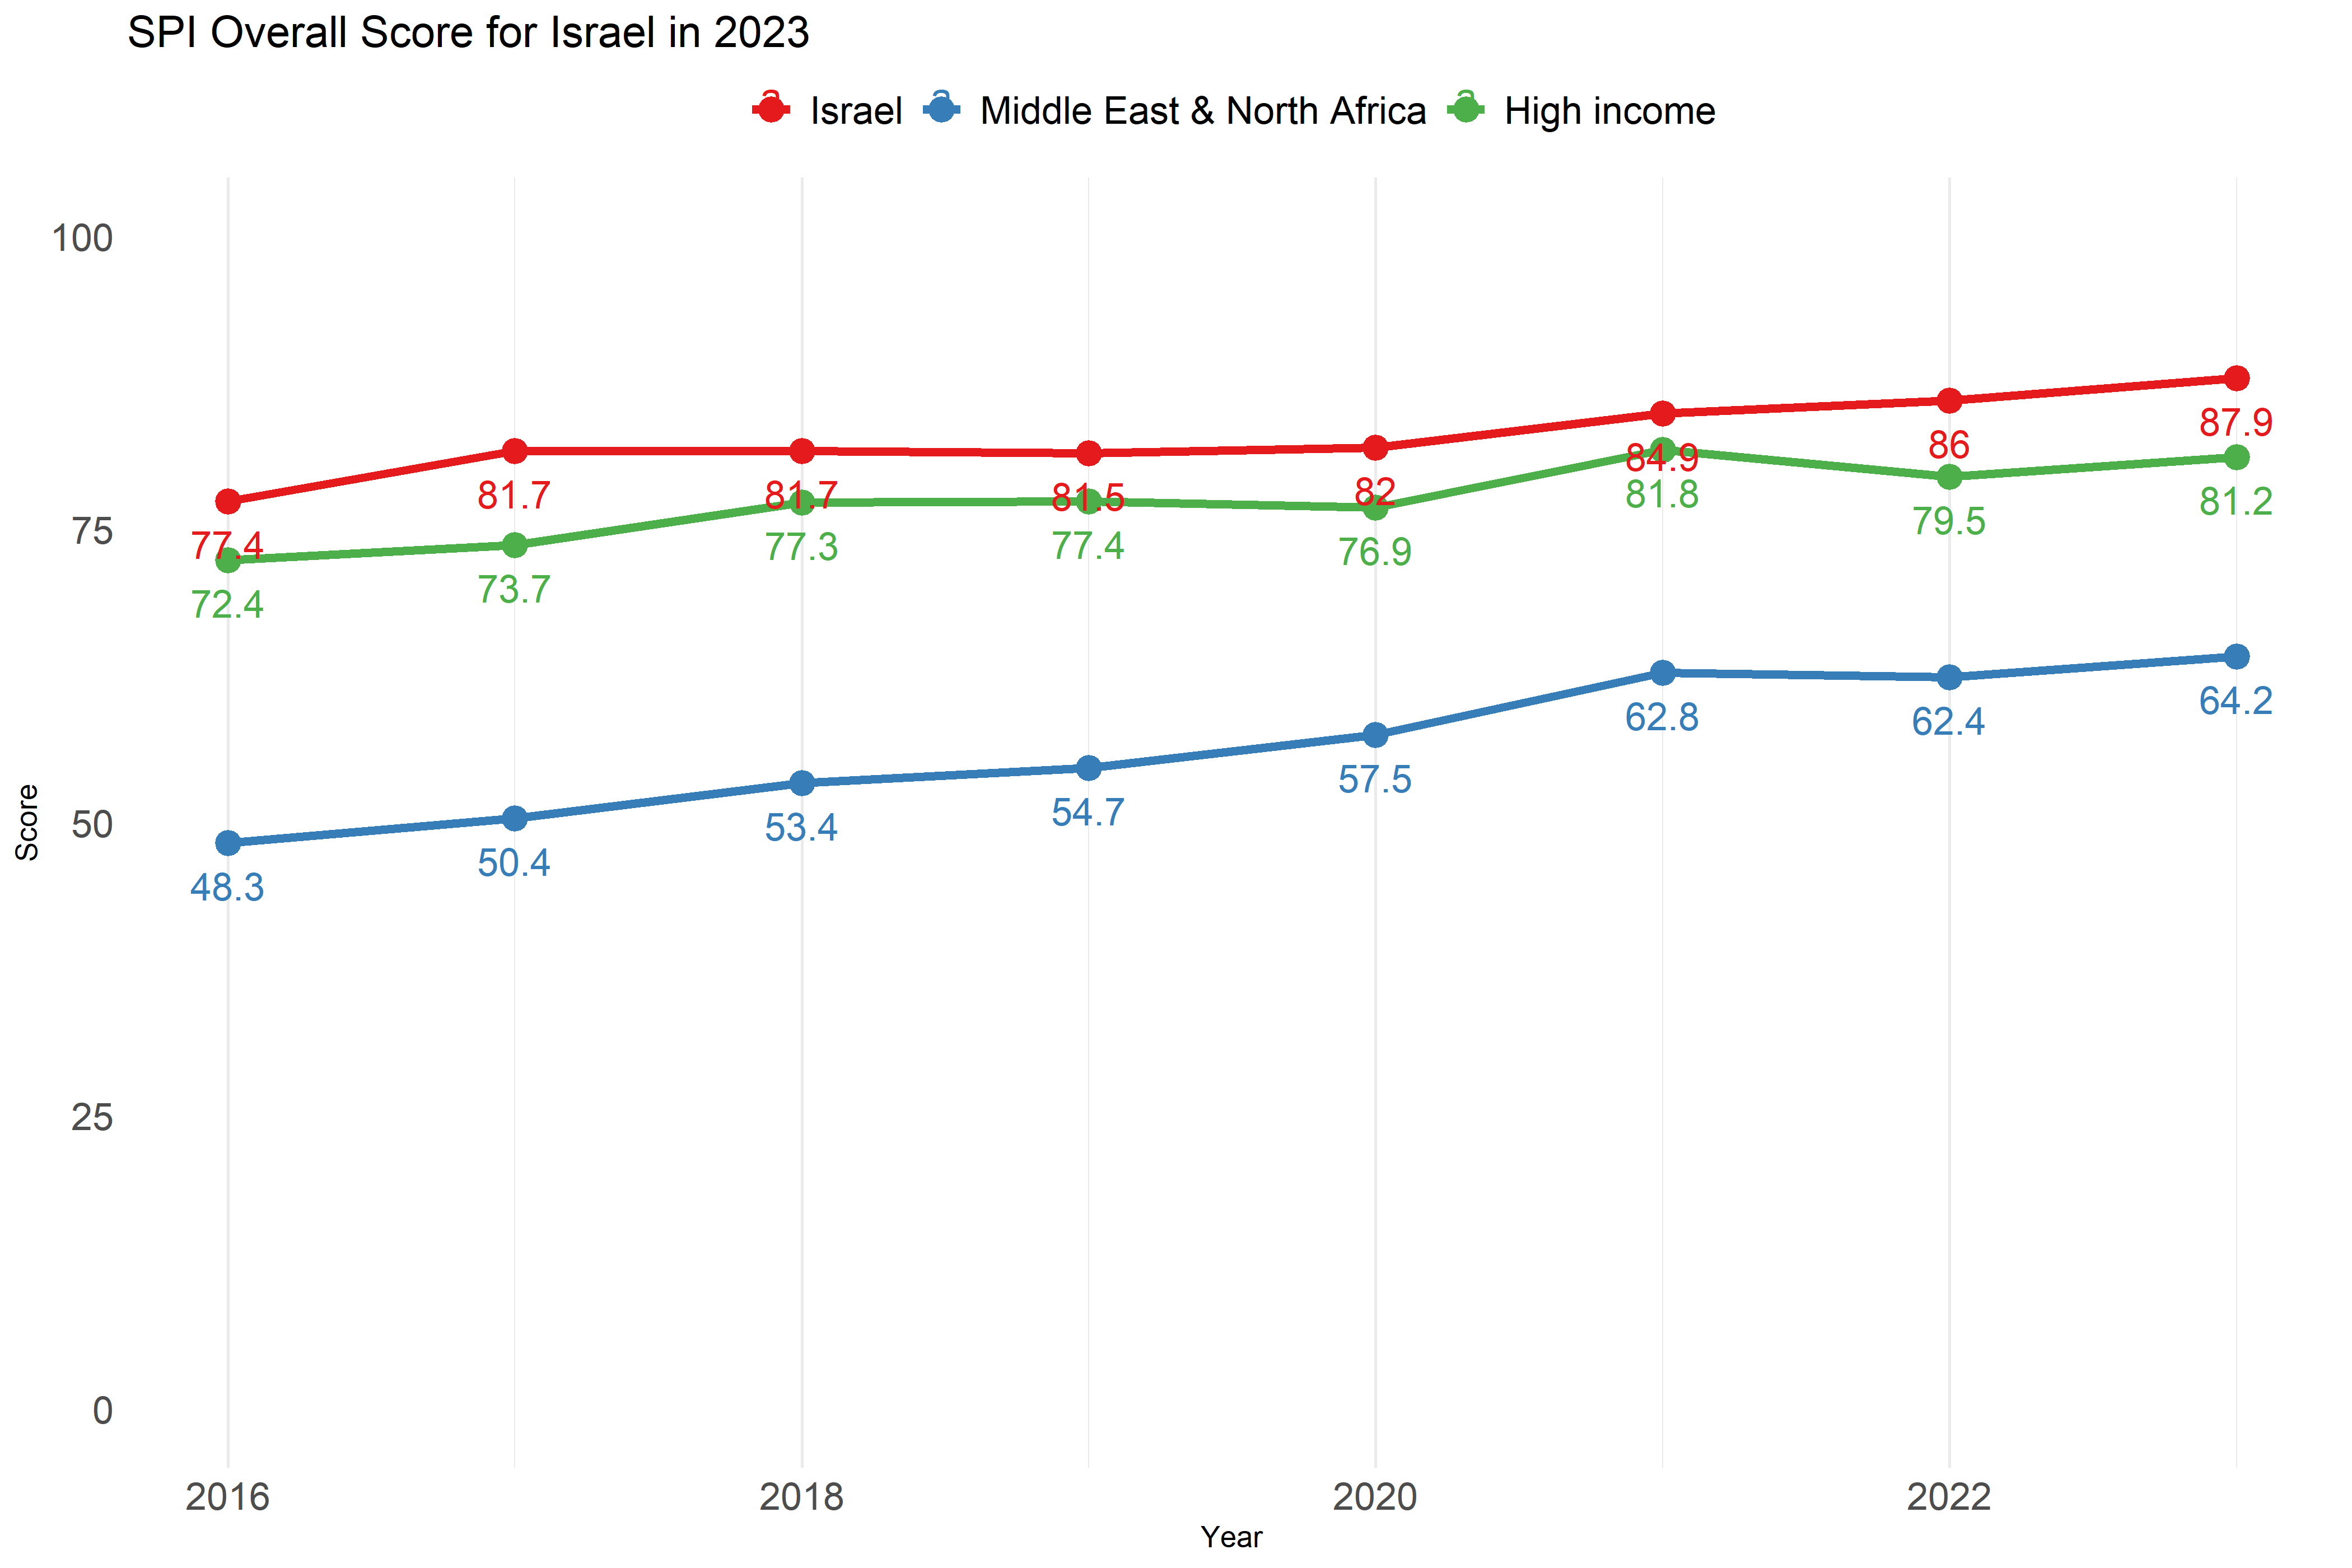 SPI Overall Score for Israel in 2023
Israel Middle East & North Africa High income
100
75
50
25
0
Score
77.4 81.7 81.7 81.5 82 84.9 86 87.9
72.4 73.7 77.3 77.4 76.9 81.8 79.5 81.2
48.3 50.4 53.4 54.7 57.5 62.8 62.4 64.2
2016 2018 2020 2022
Year